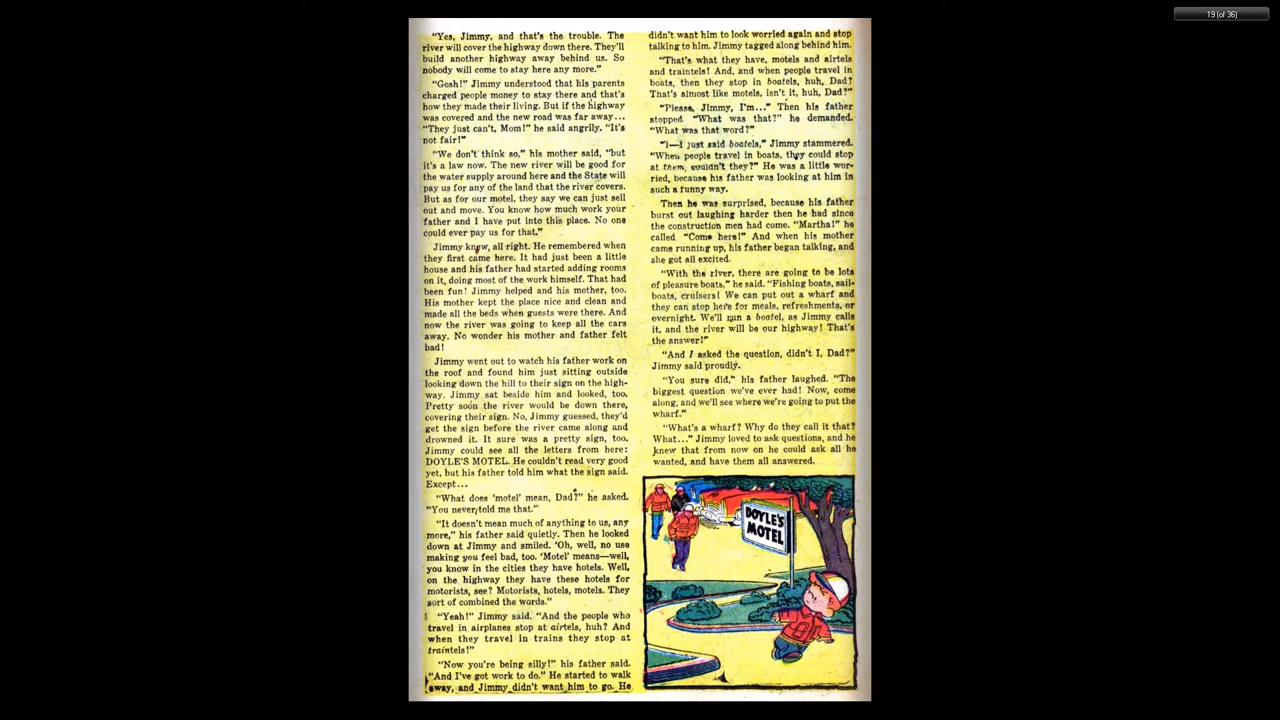 19 (of 36)
"Yes, Jimmy, and that's the trouble. The
river will cover the highway down there. They'll
build another highway away behind us. So
nobody will come to stay here any more."
"Gosh!" Jimmy understood that his parents
charged people money to stay there and that's
how they made their living. But if the highway
was covered and the new road was far away...
"They just can't, Mom!" he said angrily. "It's
not fair!"
"We don't think so," his mother said, "but
it's a law now. The new river will be good for
the water supply around here and the State will
pay us for any of the land that the river covers.
But as for our motel, they say we can just sell
out and move. You know how much work your
father and I have put into this place. No one
could ever pay us for that."
Jimmy knew, all right. He remembered when
they first came here. It had just been a little
house and his father had started adding rooms
on it, doing most of the work himself. That had
been fun! Jimmy helped and his mother, too.
His mother kept the place nice and clean and
made all the beds when guests were there. And
now the river was going to keep all the cars
away. No wonder his mother and father felt
bad!
Jimmy went out to watch his father work on
the roof and found him just sitting outside
looking down the hill to their sign on the high-
way. Jimmy sat beside him and looked, too.
Pretty soon the river would be down there,
covering their sign. No, Jimmy guessed, they'd
get the sign before the river came along and
drowned it. It sure was a pretty sign, too.
Jimmy could see all the letters from here:
DOYLE'S MOTEL. He couldn't read very good
yet, but his father told him what the sign said.
Except...
"What does 'motel' mean, Dad?" he asked.
"You never told me that."
"It doesn't mean much of anything to us, any
more," his father said quietly. Then he looked
down at Jimmy and smiled. 'Oh, well, no use
making you feel bad, too. 'Motel' means—well,
you know in the cities they have hotels. Well,
on the highway they have these hotels for
motorists, see? Motorists, hotels, motels. They
sort of combined the words."
"Yeah!" Jimmy said. "And the people who
travel in airplanes stop at airtels, huh? And
when they travel in trains they stop at
traintels!"
"Now you're being silly!" his father said.
"And I've got work to do." He started to walk
away, and Jimmy didn't want him to go. He
didn't want him to look worried again and stop
talking to him. Jimmy tagged along behind him.
"That's what they have, motels and airtels
and traintels! And, and when people travel in
boats, then they stop in boatels, huh, Dad?
That's almost like motels, isn't it, huh, Dad?"
"Please, Jimmy, I'm..." Then his father
stopped "What was that?" he demanded.
"What was that word?"
"I—I just said boatels," Jimmy stammered.
"When people travel in boats, they could stop
at them, couldn't they?" He was a little wor-
ried, because his father was looking at him in
such a funny way.
Then he was surprised, because his father
burst out laughing harder then he had since
the construction men had come. "Martha!" he
called "Come here!" And when his mother
came running up, his father began talking, and
she got all excited.
"With the river, there are going to be lots
of pleasure boats," he said. "Fishing boats, sail-
boats, cruisers! We can put out a wharf and
they can stop here for meals, refreshments, or
overnight. We'll run a boatel, as Jimmy calls
it, and the river will be our highway! That's
the answer!"
"And I asked the question, didn't I, Dad?"
Jimmy said proudly.
"You sure did," his father laughed. "The
biggest question we've ever had! Now, come
along, and we'll see where we're going to put the
wharf."
"What's a wharf? Why do they call it that?
What..." Jimmy loved to ask questions, and he
knew that from now on he could ask all he
wanted, and have them all answered.
DOYLE'S
MOTEL